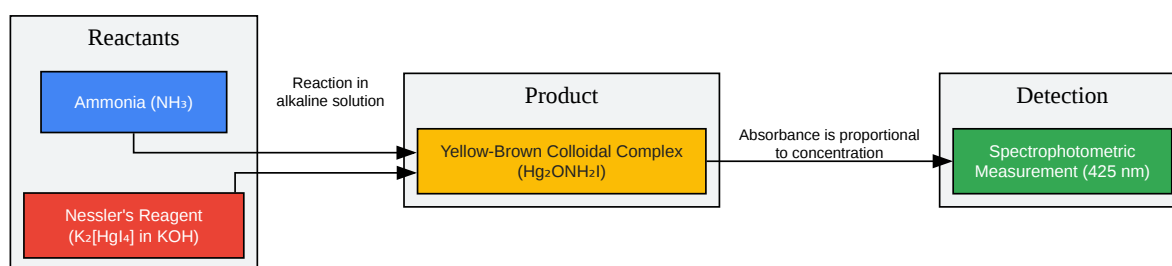 Reactants
Ammonia (NH₃)
Nessler's Reagent
(K₂[HgI₄] in KOH)
Reaction in
alkaline solution
Product
Yellow-Brown Colloidal Complex
(Hg₂ONH₂I)
Absorbance is proportional
to concentration
Detection
Spectrophotometric
Measurement (425 nm)